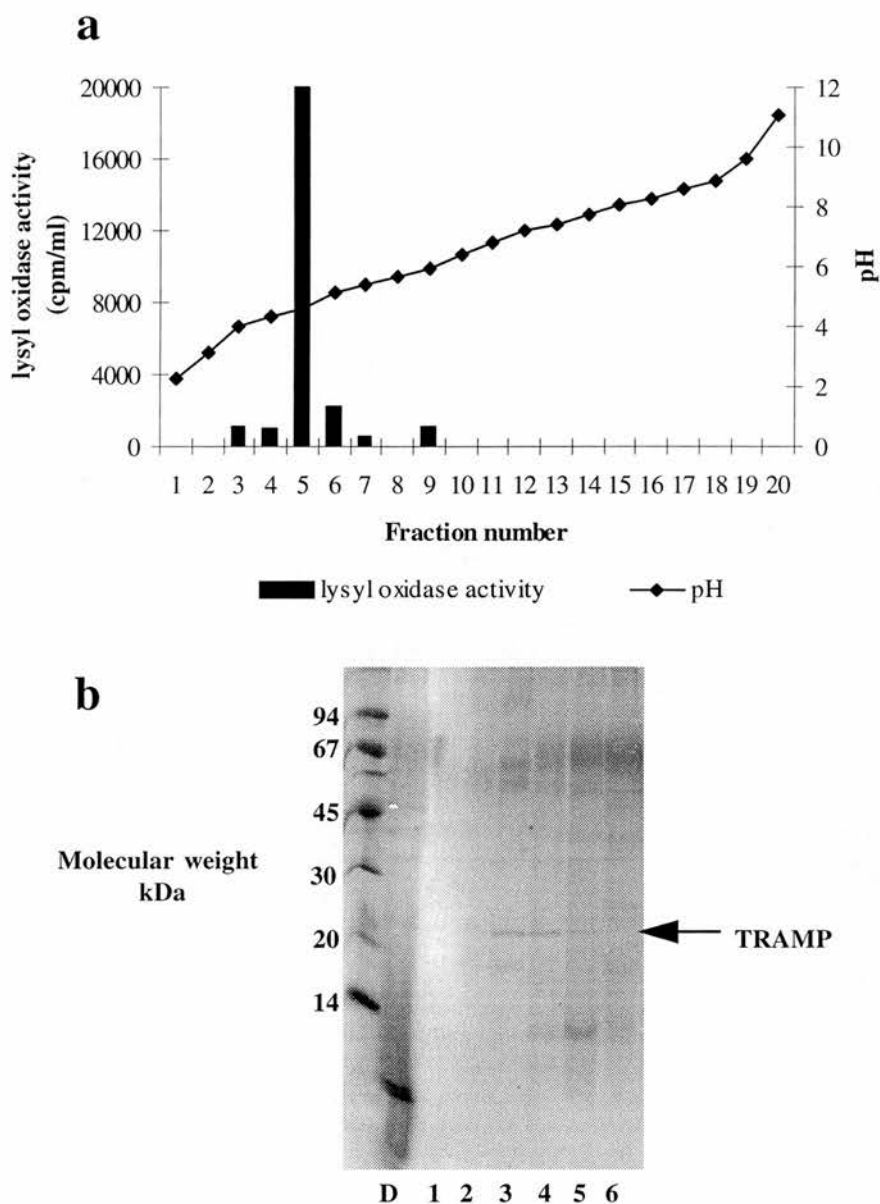 a
lysyl oxidase activity
(cpm/ml)
20000
16000
12000
8000
4000
0
12
10
8
6
4
2
0
pH
1 2 3 4 5 6 7 8 9 10 11 12 13 14 15 16 17 18 19 20
Fraction number
lysyl oxidase activity pH
b
Molecular weight
kDa
94
67
45
30
20
14
TRAMP
D 1 2 3 4 5 6